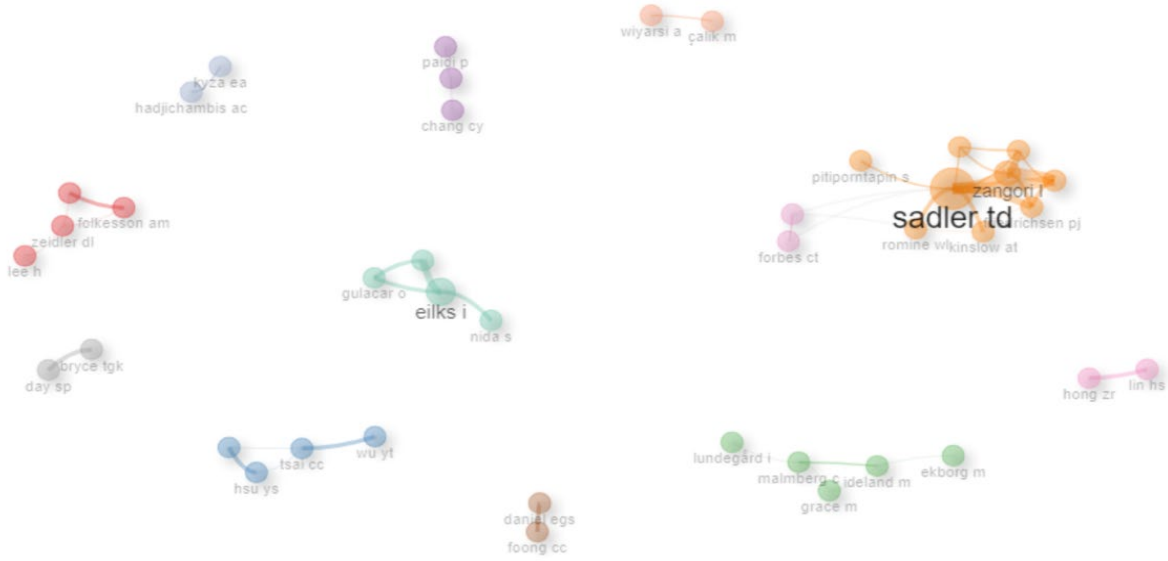 wiyarsi a
çalik m
paidi p
kyza ea
hadjichambis ac
chang cy
pitiporntapin s
zangori l
folkesson am
sadler td
zeidler dl
romine wl
kinslow at
forbes ct
lee h
gulacar o
eilks i
nida s
bryce tgk
day sp
hong zr
lin hs
tsai cc
wu yt
lundegård i
malmberg c
ideland m
ekborg m
hsu ys
grace m
daniel egs
foong cc